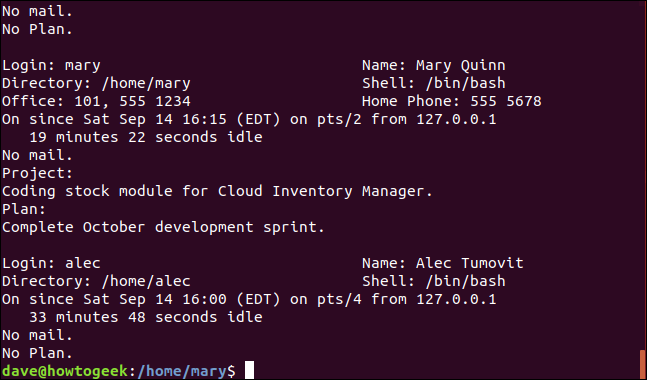 No mail.
No Plan.
Login: mary                             Name: Mary Quinn
Directory: /home/mary                   Shell: /bin/bash
Office: 101, 555 1234                   Home Phone: 555 5678
On since Sat Sep 14 16:15 (EDT) on pts/2 from 127.0.0.1
   19 minutes 22 seconds idle
No mail.
Project:
Coding stock module for Cloud Inventory Manager.
Plan:
Complete October development sprint.
Login: alec                             Name: Alec Tumovit
Directory: /home/alec                   Shell: /bin/bash
On since Sat Sep 14 16:00 (EDT) on pts/4 from 127.0.0.1
   33 minutes 48 seconds idle
No mail.
No Plan.
dave@howtogeek:/home/mary$